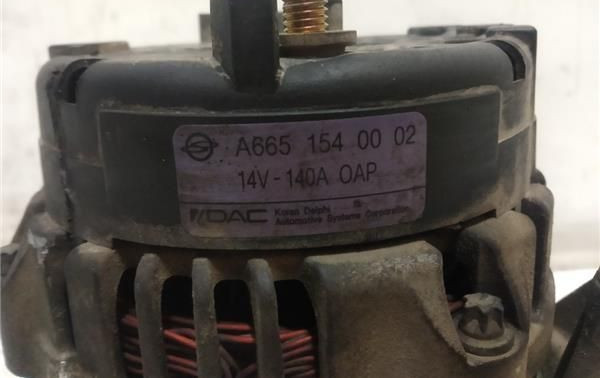 A665 154 00 02
14V-140A OAP
KDAC Korea Delphi
Automotive Systems Corporation